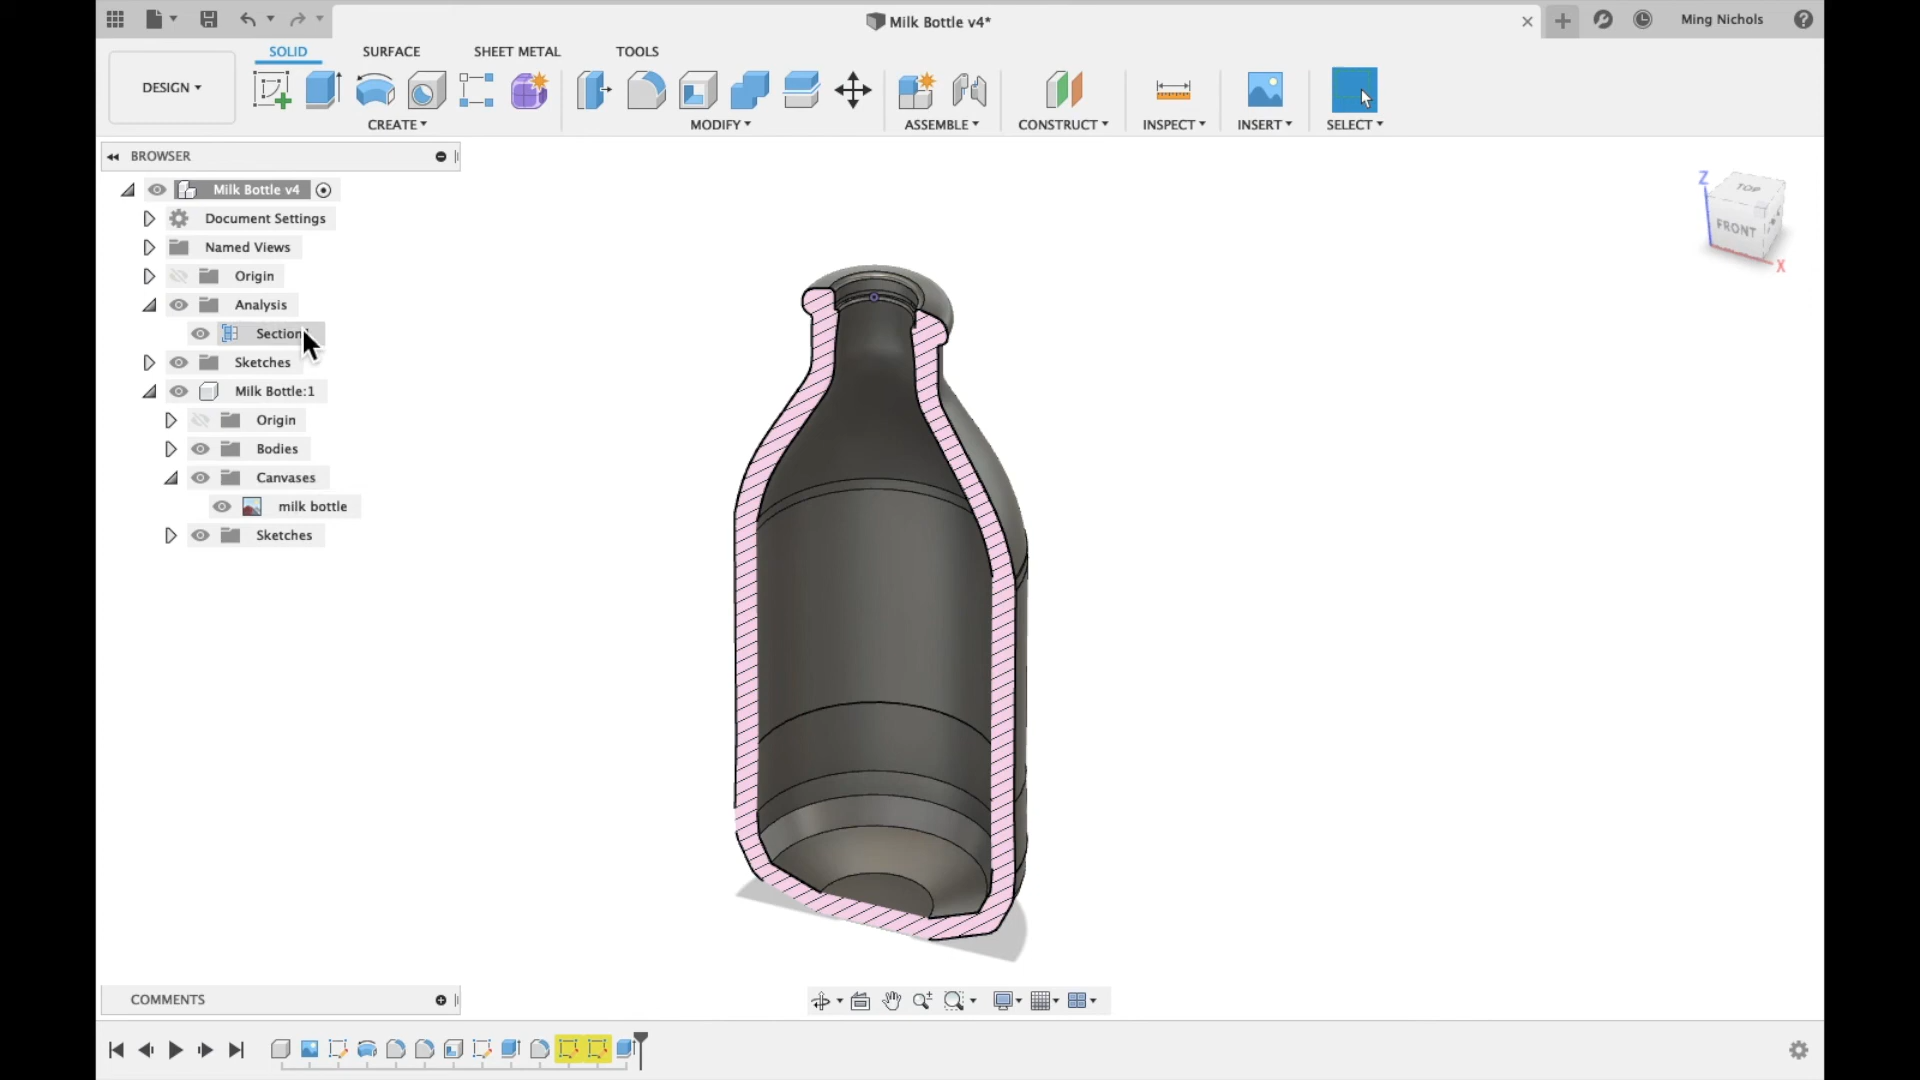 Milk Bottle v4*
Ming Nichols
DESIGN
SOLID
SURFACE
SHEET METAL
TOOLS
CREATE
MODIFY
ASSEMBLE
CONSTRUCT
INSPECT
INSERT
SELECT
BROWSER
Milk Bottle v4
Document Settings
Named Views
Origin
Analysis
Section
Sketches
Milk Bottle:1
Origin
Bodies
Canvases
milk bottle
Sketches
Z
TOP
FRONT
X
COMMENTS